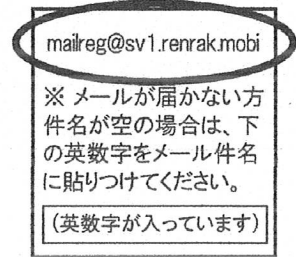 mailreg@sv1.renrak.mobi
※ メールが届かない方
件名が空の場合は、下
の英数字をメール件名
に貼りつけてください。
(英数字が入っています)